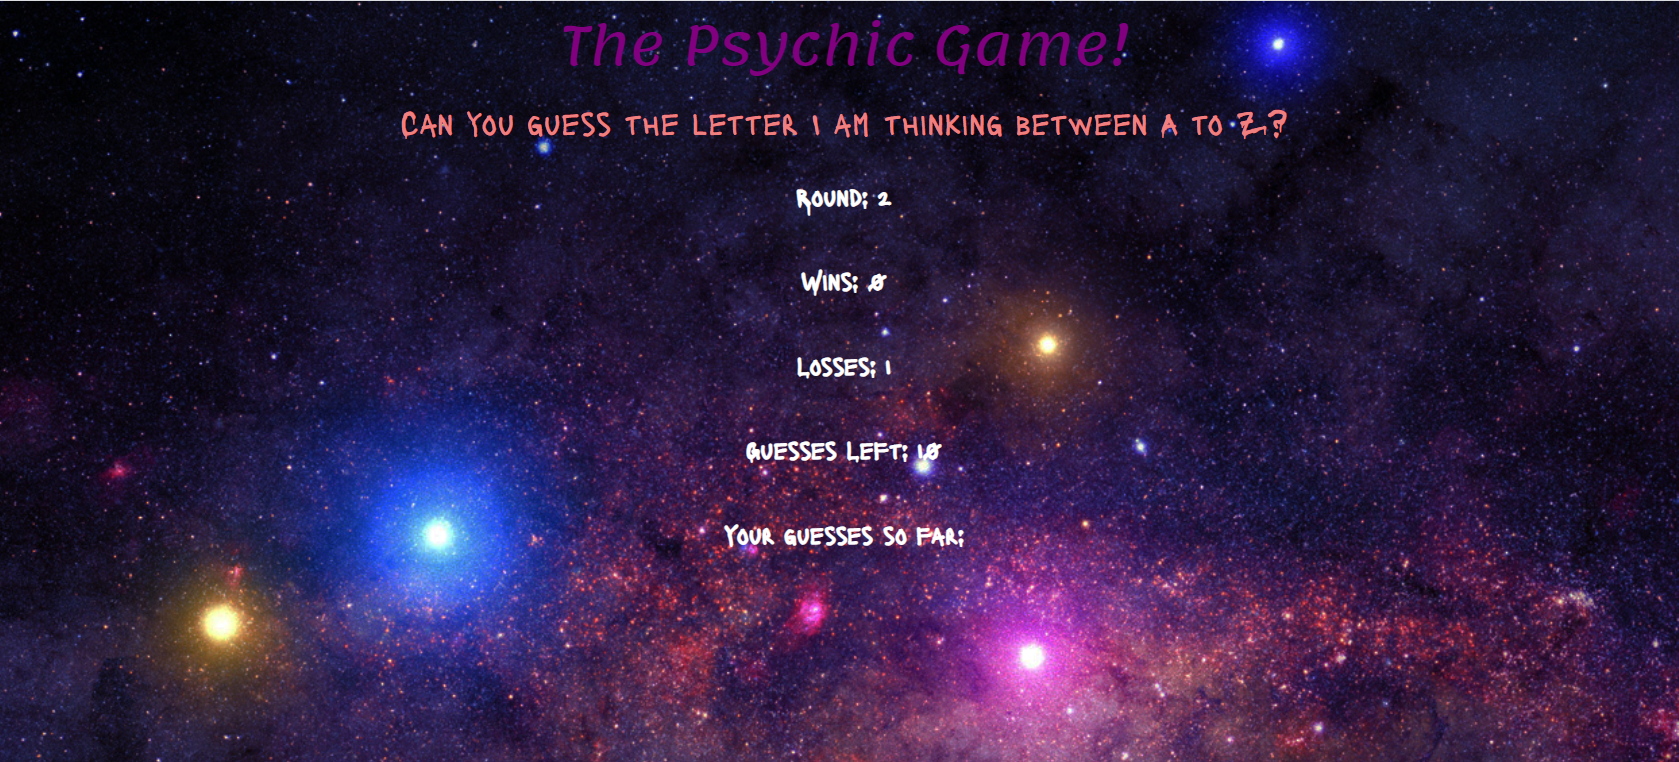 The Psychic Game!
Can you guess the letter I am thinking between A to Z?
Round: 2
Wins: 0
Losses: 1
Guesses Left: 10
Your guesses so far: